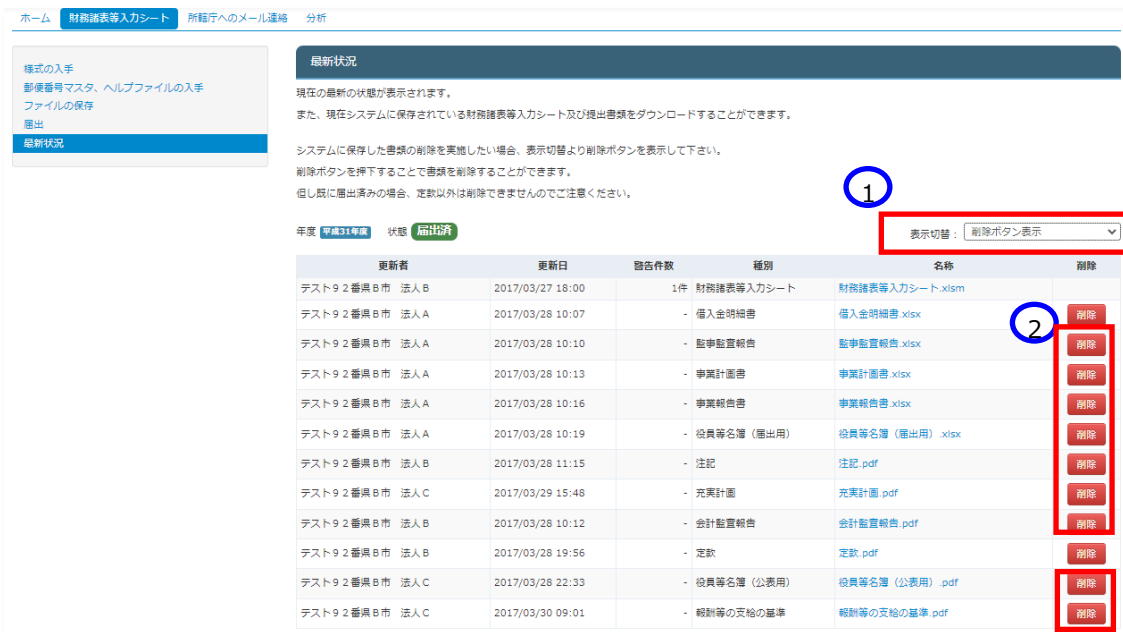 ホーム 財務諸表等入力シート 所轄庁へのメール連絡 分析
様式の入手
郵便番号マスタ、ヘルプファイルの入手
ファイルの保存
届出
最新状況
最新状況
現在の最新の状態が表示されます。
また、現在システムに保存されている財務諸表等入力シート及び提出書類をダウンロードすることができます。
システムに保存した書類の削除を実施したい場合、表示切替より削除ボタンを表示して下さい。
削除ボタンを押下することで書類を削除することができます。
但し既に届出済みの場合、定款以外は削除できませんのでご注意ください。
1
年度 平成31年度 状態 届出済 表示切替： 削除ボタン表示
更新者 更新日 警告件数 種別 名称 削除
テスト９２番県Ｂ市 法人Ｂ 2017/03/27 18:00 1件 財務諸表等入力シート 財務諸表等入力シート.xlsm
テスト９２番県Ｂ市 法人Ａ 2017/03/28 10:07 - 借入金明細書 借入金明細書.xlsx 削除
2
テスト９２番県Ｂ市 法人Ａ 2017/03/28 10:10 - 監事監査報告 監事監査報告.xlsx 削除
テスト９２番県Ｂ市 法人Ａ 2017/03/28 10:13 - 事業計画書 事業計画書.xlsx 削除
テスト９２番県Ｂ市 法人Ａ 2017/03/28 10:16 - 事業報告書 事業報告書.xlsx 削除
テスト９２番県Ｂ市 法人Ａ 2017/03/28 10:19 - 役員等名簿（届出用） 役員等名簿（届出用）.xlsx 削除
テスト９２番県Ｂ市 法人Ｂ 2017/03/28 11:15 - 注記 注記.pdf 削除
テスト９２番県Ｂ市 法人Ｃ 2017/03/29 15:48 - 充実計画 充実計画.pdf 削除
テスト９２番県Ｂ市 法人Ｂ 2017/03/28 10:12 - 会計監査報告 会計監査報告.pdf 削除
テスト９２番県Ｂ市 法人Ｂ 2017/03/28 19:56 - 定款 定款.pdf 削除
テスト９２番県Ｂ市 法人Ｃ 2017/03/28 22:33 - 役員等名簿（公表用） 役員等名簿（公表用）.pdf 削除
テスト９２番県Ｂ市 法人Ｃ 2017/03/30 09:01 - 報酬等の支給の基準 報酬等の支給の基準.pdf 削除